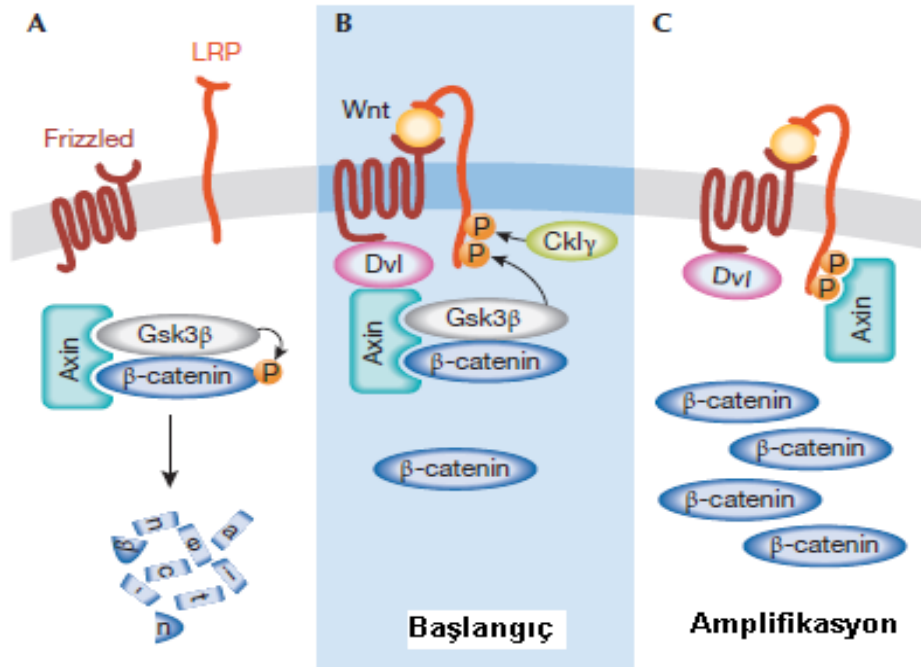 A
LRP
Frizzled
Axin
Gsk3β
β-catenin
P
β
-
c
a
t
e
n
i
n
B
Wnt
P
P
CkIγ
Dvl
Axin
Gsk3β
β-catenin
β-catenin
Başlangıç
C
Dvl
P
P
Axin
β-catenin
β-catenin
β-catenin
β-catenin
Amplifikasyon